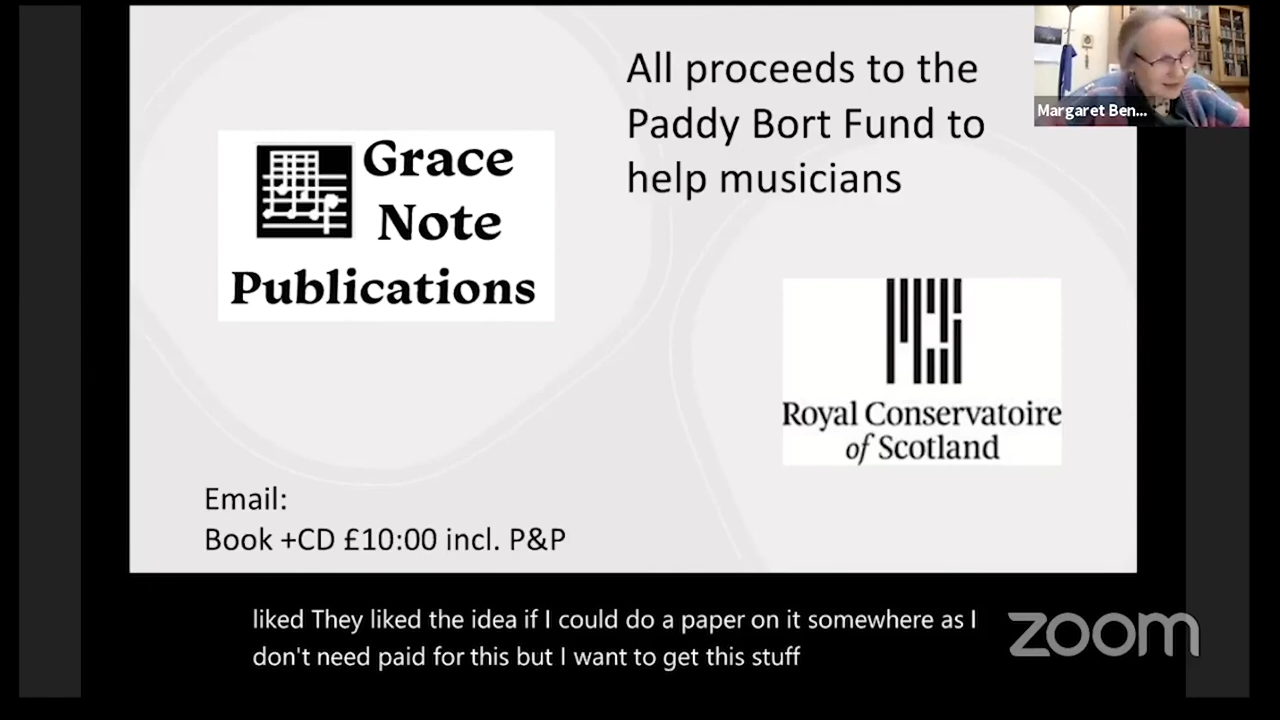 All proceeds to the
Paddy Bort Fund to
help musicians
Margaret Ben...
Grace
Note
Publications
Royal Conservatoire
of Scotland
Email:
Book +CD £10:00 incl. P&P
liked They liked the idea if I could do a paper on it somewhere as I
don't need paid for this but I want to get this stuff
zoom